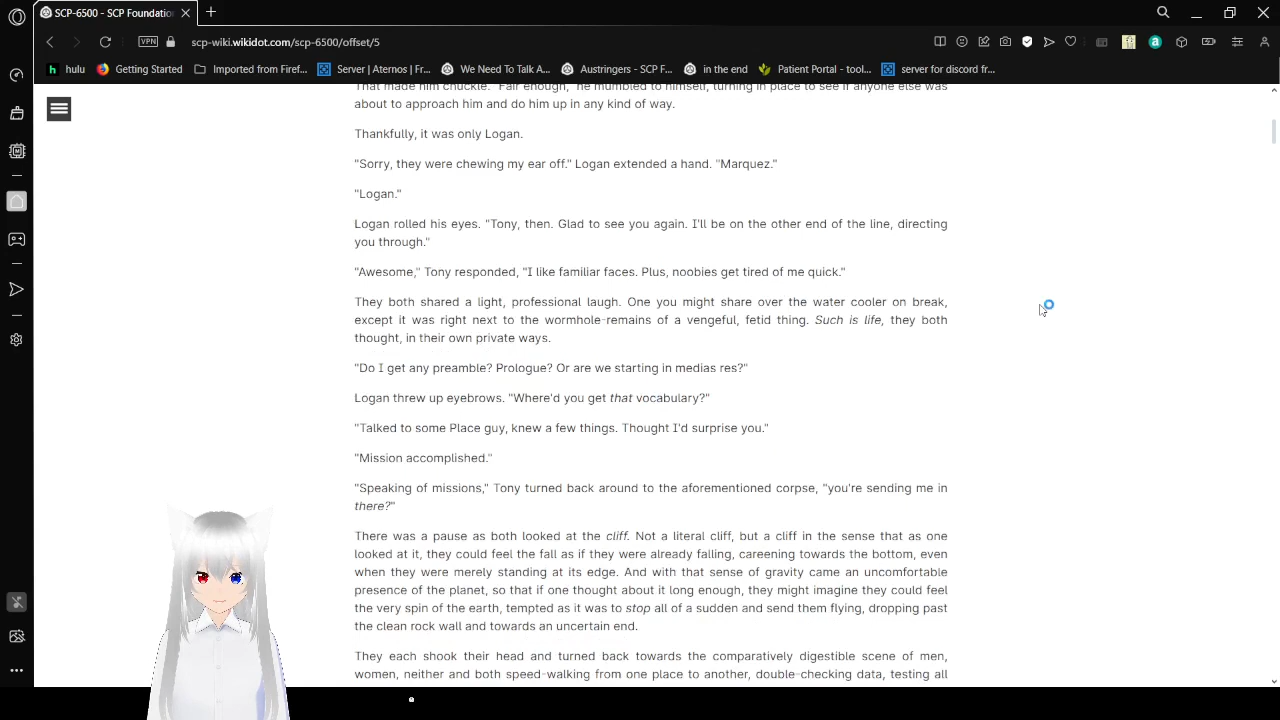 SCP-6500 - SCP Foundatio
scp-wiki.wikidot.com/scp-6500/offset/5
VPN
hulu
Getting Started
Imported from Firef...
Server | Aternos | Fr...
We Need To Talk A...
Austringers - SCP F...
in the end
Patient Portal - tool...
server for discord fr...
That made him chuckle. "Fair enough," he mumbled to himself, turning in place to see if anyone else was
about to approach him and do him up in any kind of way.
Thankfully, it was only Logan.
"Sorry, they were chewing my ear off." Logan extended a hand. "Marquez."
"Logan."
Logan rolled his eyes. "Tony, then. Glad to see you again. I'll be on the other end of the line, directing
you through."
"Awesome," Tony responded, "I like familiar faces. Plus, noobies get tired of me quick."
They both shared a light, professional laugh. One you might share over the water cooler on break,
except it was right next to the wormhole-remains of a vengeful, fetid thing. Such is life, they both
thought, in their own private ways.
"Do I get any preamble? Prologue? Or are we starting in medias res?"
Logan threw up eyebrows. "Where'd you get that vocabulary?"
"Talked to some Place guy, knew a few things. Thought I'd surprise you."
"Mission accomplished."
"Speaking of missions," Tony turned back around to the aforementioned corpse, "you're sending me in
there?"
There was a pause as both looked at the cliff. Not a literal cliff, but a cliff in the sense that as one
looked at it, they could feel the fall as if they were already falling, careening towards the bottom, even
when they were merely standing at its edge. And with that sense of gravity came an uncomfortable
presence of the planet, so that if one thought about it long enough, they might imagine they could feel
the very spin of the earth, tempted as it was to stop all of a sudden and send them flying, dropping past
the clean rock wall and towards an uncertain end.
They each shook their head and turned back towards the comparatively digestible scene of men,
women, neither and both speed-walking from one place to another, double-checking data, testing all